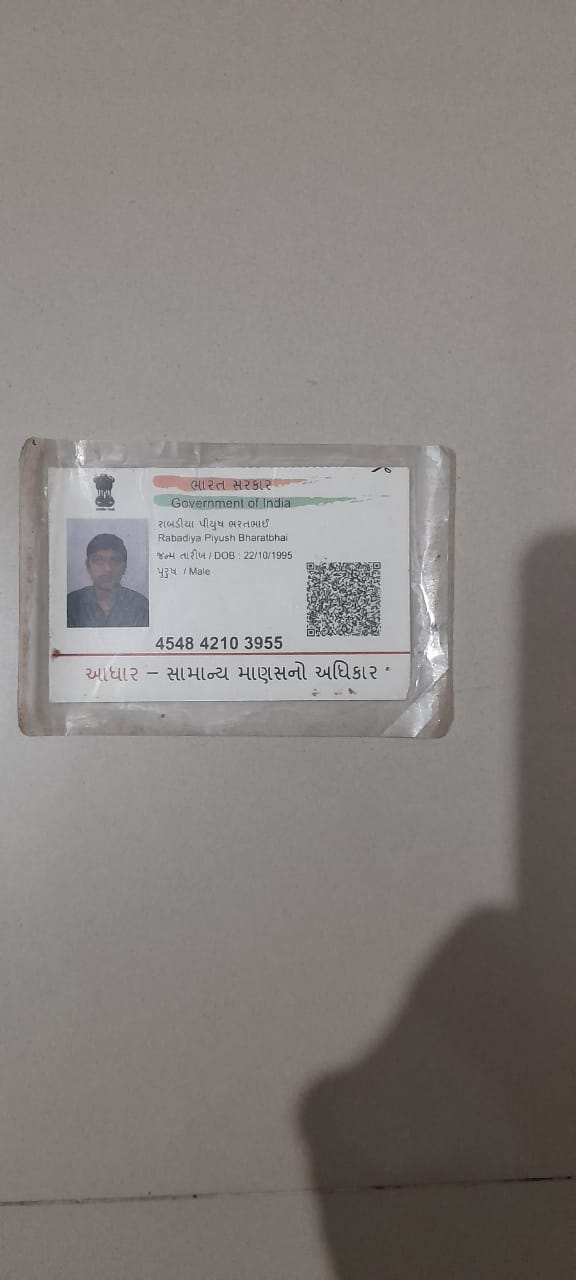 ભારત સરકાર
Government of India
રાબડીયા પીયુષ ભરતભાઈ
Rabadiya Piyush Bharatbhai
જન્મ તારીખ / DOB : 22/10/1995
પુરુષ / Male
4548 4210 3955
આધાર – સામાન્ય માણસનો અધિકાર